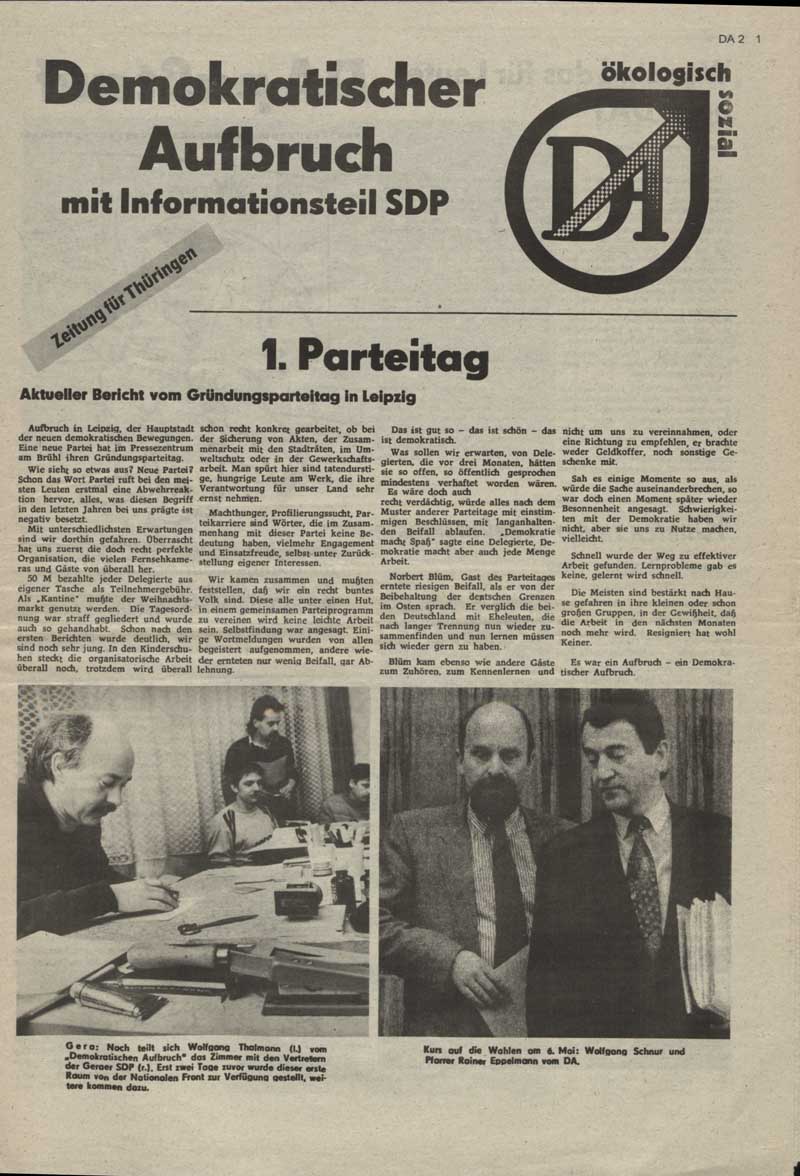 DA 2 1
Demokratischer
Aufbruch
mit Informationsteil SDP
ökologisch
sozial
DA
Zeitung für Thüringen
1. Parteitag
Aktueller Bericht vom Gründungsparteitag in Leipzig
Aufbruch in Leipzig, der Hauptstadt
der neuen demokratischen Bewegungen.
Eine neue Partei hat im Pressezentrum
am Brühl ihren Gründungsparteitag.
Wie sieht so etwas aus? Neue Partei?
Schon das Wort Partei ruft bei den mei-
sten Leuten erstmal eine Abwehrreak-
tion hervor, alles, was diesen Begriff
in den letzten Jahren bei uns prägte ist
negativ besetzt.
Mit unterschiedlichsten Erwartungen
sind wir dorthin gefahren. Überrascht
hat uns zuerst die doch recht perfekte
Organisation, die vielen Fernsehkame-
ras und Gäste von überall her.
50 M bezahlte jeder Delegierte aus
eigener Tasche als Teilnehmergebühr.
Als „Kantine" mußte der Weihnachts-
markt genutzt werden. Die Tagesord-
nung war straff gegliedert und wurde
auch so gehandhabt. Schon nach den
ersten Berichten wurde deutlich, wir
sind noch sehr jung. In den Kinderschu-
hen steckt die organisatorische Arbeit
überall noch, trotzdem wird überall
schon recht konkret gearbeitet, ob bei
der Sicherung von Akten, der Zusam-
menarbeit mit den Stadträten, im Um-
weltschutz oder in der Gewerkschafts-
arbeit. Man spürt hier sind tatendursti-
ge, hungrige Leute am Werk, die ihre
Verantwortung für unser Land sehr
ernst nehmen.
Machthunger, Profilierungssucht, Par-
teikarriere sind Wörter, die im Zusam-
menhang mit dieser Partei keine Be-
deutung haben, vielmehr Engagement
und Einsatzfreude, selbst unter Zurück-
stellung eigener Interessen.
Wir kamen zusammen und mußten
feststellen, daß wir ein recht buntes
Volk sind. Diese alle unter einen Hut,
in einem gemeinsamen Parteiprogramm
zu vereinen wird keine leichte Arbeit
sein. Selbstfindung war angesagt. Eini-
ge Wortmeldungen wurden von allen
begeistert aufgenommen, andere wie-
der ernteten nur wenig Beifall, gar Ab-
lehnung.
Das ist gut so – das ist schön – das
ist demokratisch.
Was sollen wir erwarten, von Dele-
gierten, die vor drei Monaten, hätten
sie so offen, so öffentlich gesprochen
mindestens verhaftet worden wären.
Es wäre doch auch
recht verdächtig, würde alles nach dem
Muster anderer Parteitage mit einstim-
migen Beschlüssen, mit langanhalten-
den Beifall ablaufen. „Demokratie
macht Spaß" sagte eine Delegierte, De-
mokratie macht aber auch jede Menge
Arbeit.
Norbert Blüm, Gast des Parteitages
erntete riesigen Beifall, als er von der
Beibehaltung der deutschen Grenzen
im Osten sprach. Er verglich die bei-
den Deutschland mit Eheleuten, die
nach langer Trennung nun wieder zu-
sammenfinden und nun lernen müssen
sich wieder gern zu haben.
Blüm kam ebenso wie andere Gäste
zum Zuhören, zum Kennenlernen und
nicht um uns zu vereinnahmen, oder
eine Richtung zu empfehlen, er brachte
weder Geldkoffer, noch sonstige Ge-
schenke mit.
Sah es einige Momente so aus, als
würde die Sache auseinanderbrechen, so
war doch einen Moment später wieder
Besonnenheit angesagt. Schwierigkei-
ten mit der Demokratie haben wir
nicht, aber sie uns zu Nutze machen,
vielleicht.
Schnell wurde der Weg zu effektiver
Arbeit gefunden. Lernprobleme gab es
keine, gelernt wird schnell.
Die Meisten sind bestärkt nach Hau-
se gefahren in ihre kleinen oder schon
großen Gruppen, in der Gewißheit, daß
die Arbeit in den nächsten Monaten
noch mehr wird. Resigniert hat wohl
Keiner.
Es war ein Aufbruch – ein Demokra-
tischer Aufbruch.
Gera: Noch teilt sich Wolfgang Thalmann (l.) vom
„Demokratischen Aufbruch" das Zimmer mit den Vertretern
der Geraer SDP (r.). Erst zwei Tage zuvor wurde dieser erste
Raum von der Nationalen Front zur Verfügung gestellt, wei-
tere kommen dazu.
Kurs auf die Wahlen am 6. Mai: Wolfgang Schnur und
Pfarrer Rainer Eppelmann vom DA.